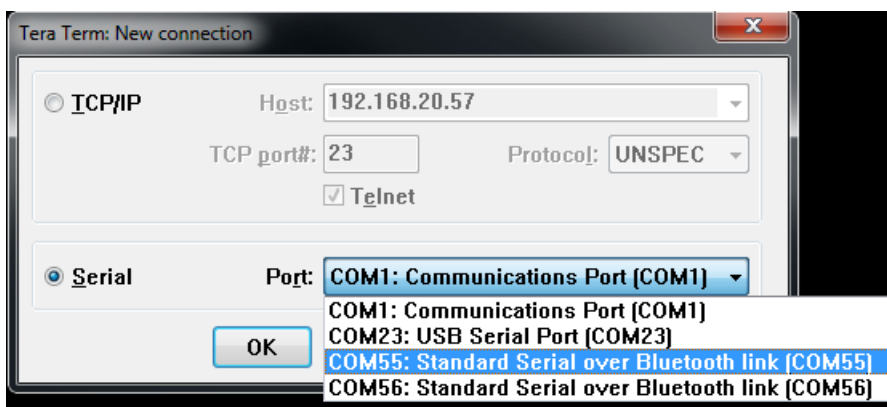 Tera Term: New connection
TCP/IP Host: 192.168.20.57
TCP port#: 23 Protocol: UNSPEC
Telnet
Serial Port: COM1: Communications Port (COM1)
COM1: Communications Port (COM1)
COM23: USB Serial Port (COM23)
OK
COM55: Standard Serial over Bluetooth link (COM55)
COM56: Standard Serial over Bluetooth link (COM56)